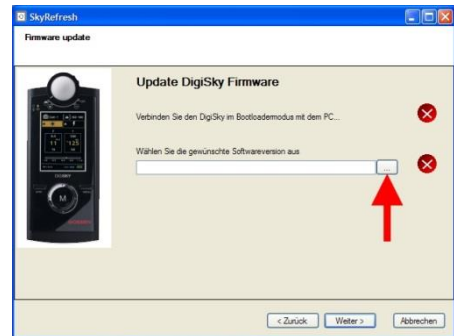 SkyRefresh
Firmware update
Update DigiSky Firmware
Verbinden Sie den DigiSky im Bootloadermodus mit dem PC...
Wählen Sie die gewünschte Softwareversion aus
...
M
< Zurück
Weiter >
Abbrechen